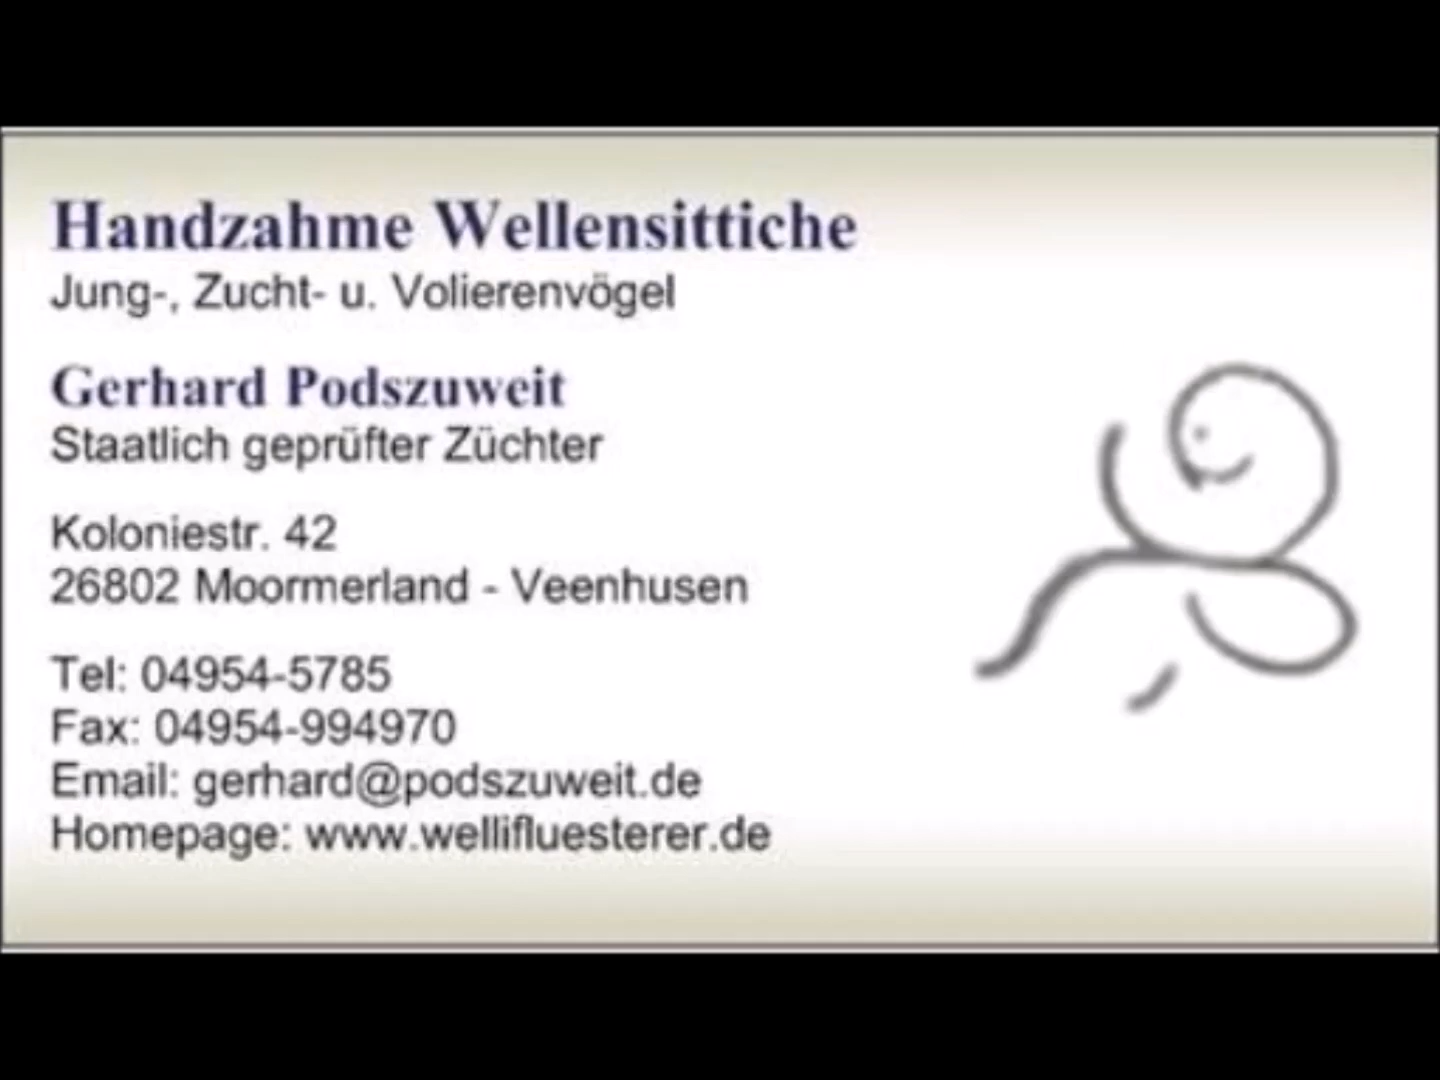 Handzahme Wellensittiche
Jung-, Zucht- u. Volierenvögel
Gerhard Podszuweit
Staatlich geprüfter Züchter
Koloniestr. 42
26802 Moormerland - Veenhusen
Tel: 04954-5785
Fax: 04954-994970
Email: gerhard@podszuweit.de
Homepage: www.wellifluesterer.de